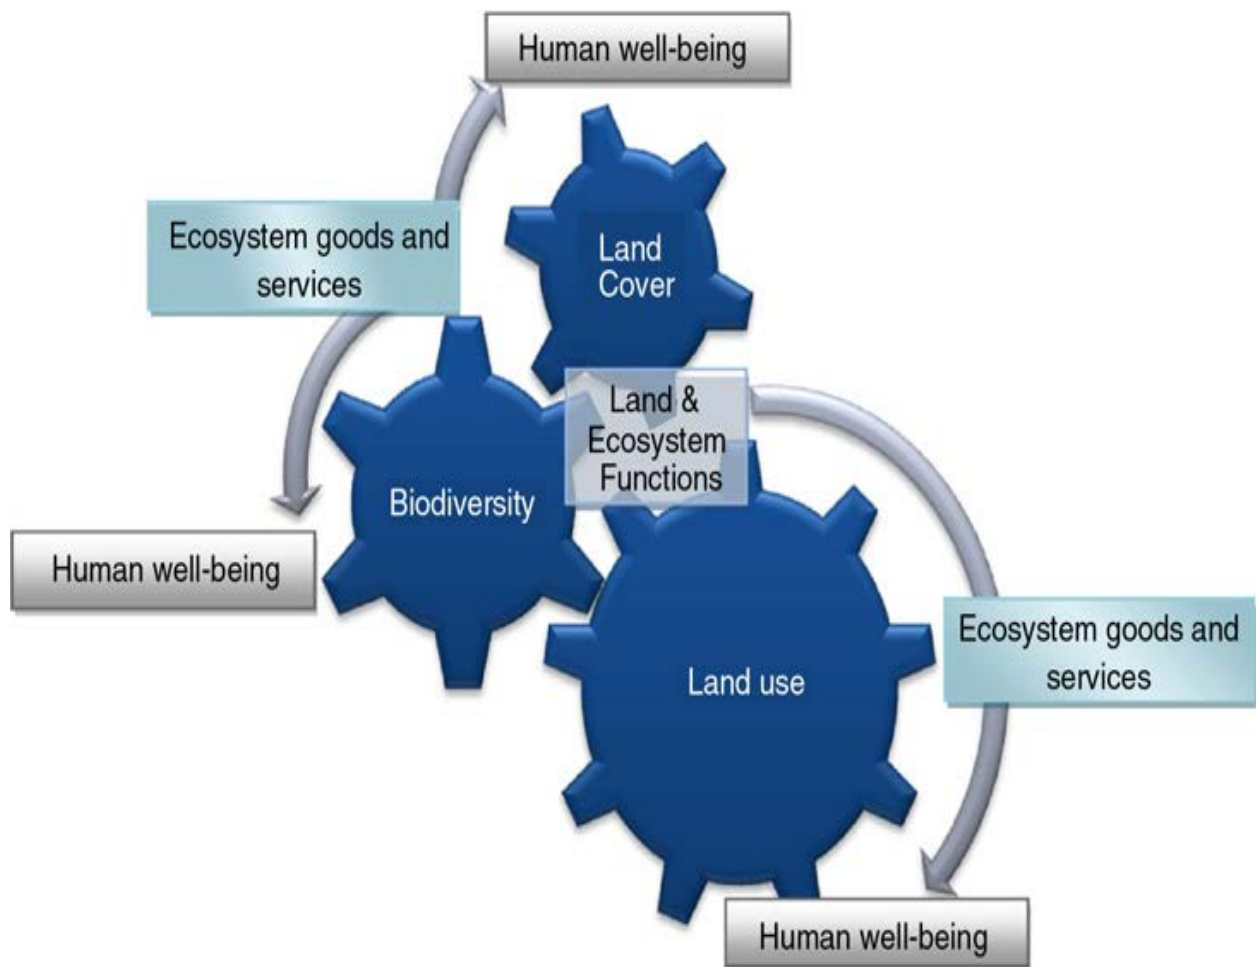 Human well-being
Ecosystem goods and
services
Land
Cover
Land &
Ecosystem
Functions
Biodiversity
Human well-being
Ecosystem goods and
services
Land use
Human well-being